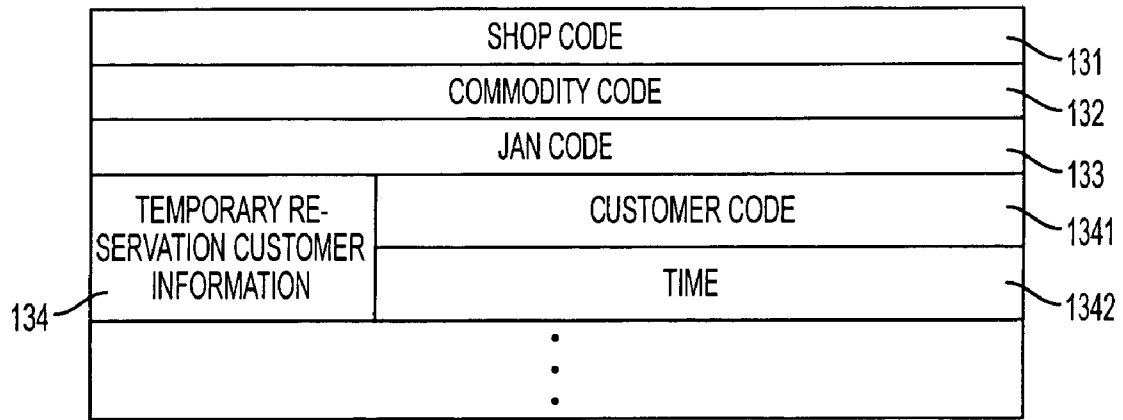 SHOP CODE
131
COMMODITY CODE
132
JAN CODE
133
TEMPORARY RE-
SERVATION CUSTOMER
INFORMATION
134
CUSTOMER CODE
1341
TIME
1342